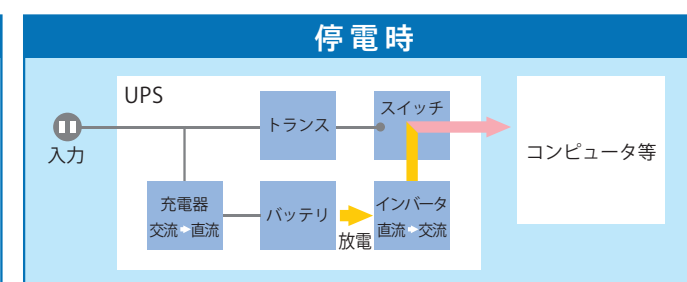 停電時
UPS
入力
トランス
スイッチ
コンピュータ等
充電器
交流 直流
バッテリ
放電
インバータ
直流 交流